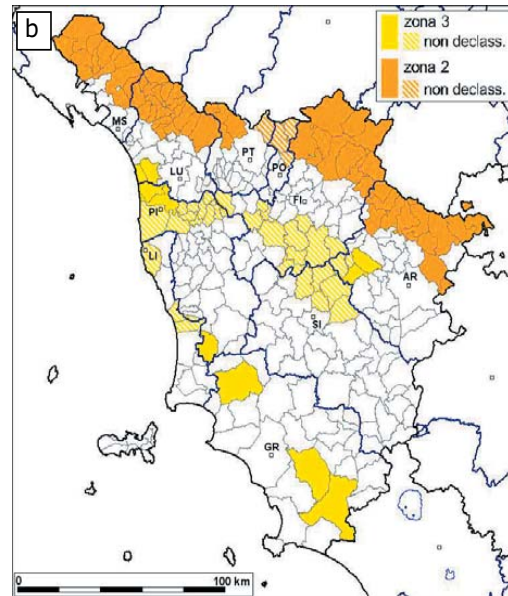 b
zona 3
non declass.
zona 2
non declass.
MS
LU
PT
PO
PI
FI
LI
AR
SI
GR
0
100 km